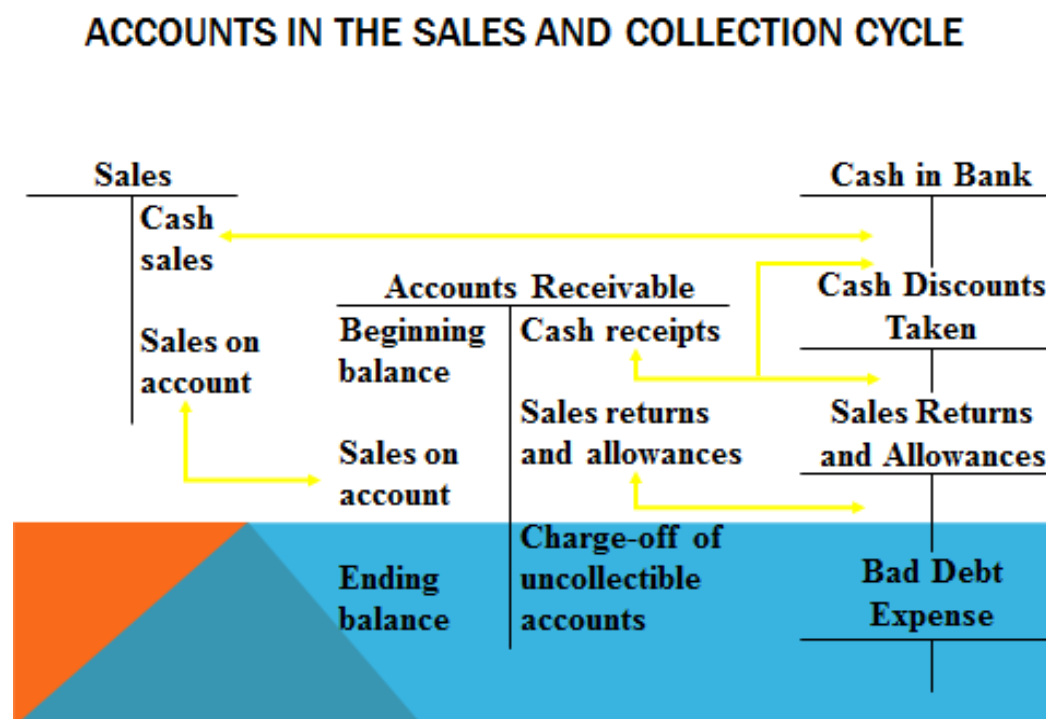 ACCOUNTS IN THE SALES AND COLLECTION CYCLE
Sales
Cash
sales
Sales on
account
Accounts Receivable
Beginning
balance
Sales on
account
Ending
balance
Cash receipts
Sales returns
and allowances
Charge-off of
uncollectible
accounts
Cash in Bank
Cash Discounts
Taken
Sales Returns
and Allowances
Bad Debt
Expense